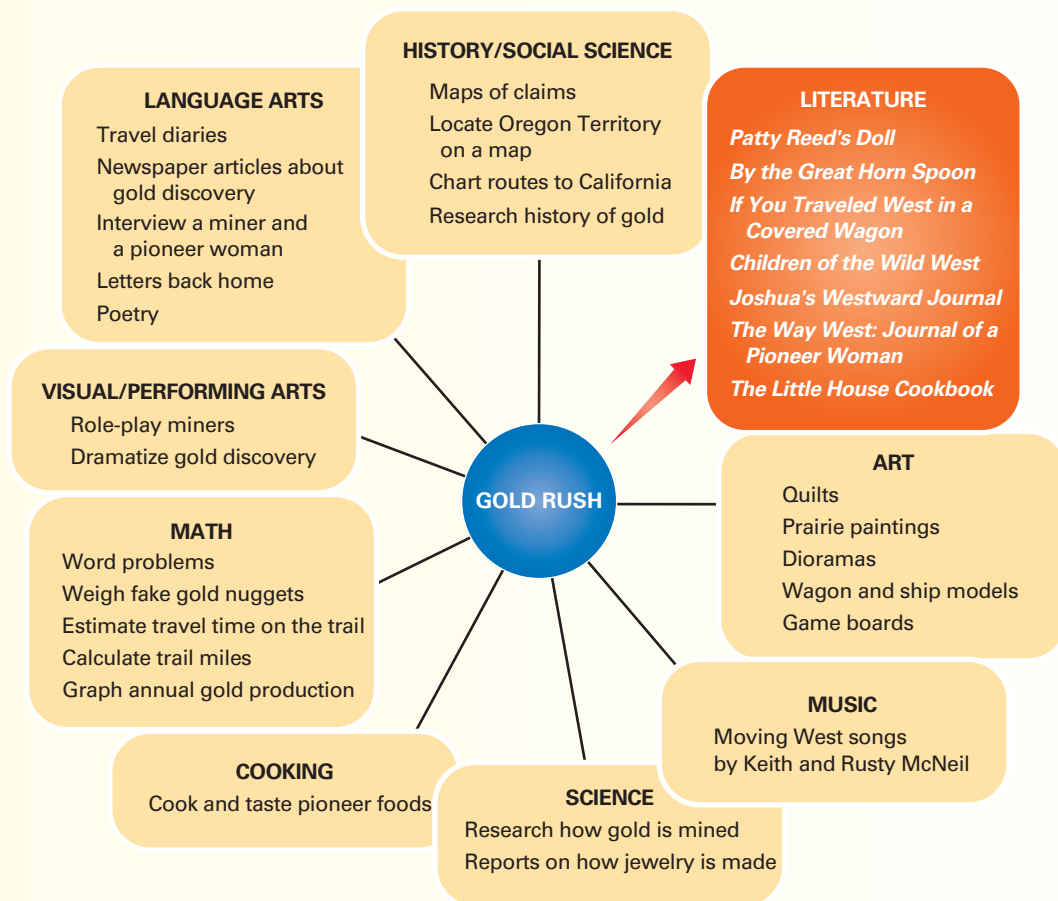 HISTORY/SOCIAL SCIENCE
Maps of claims
Locate Oregon Territory
on a map
Chart routes to California
Research history of gold
LANGUAGE ARTS
Travel diaries
Newspaper articles about
gold discovery
Interview a miner and
a pioneer woman
Letters back home
Poetry
LITERATURE
Patty Reed's Doll
By the Great Horn Spoon
If You Traveled West in a
Covered Wagon
Children of the Wild West
Joshua's Westward Journal
The Way West: Journal of a
Pioneer Woman
The Little House Cookbook
VISUAL/PERFORMING ARTS
Role-play miners
Dramatize gold discovery
GOLD RUSH
ART
Quilts
Prairie paintings
Dioramas
Wagon and ship models
Game boards
MATH
Word problems
Weigh fake gold nuggets
Estimate travel time on the trail
Calculate trail miles
Graph annual gold production
MUSIC
Moving West songs
by Keith and Rusty McNeil
COOKING
Cook and taste pioneer foods
SCIENCE
Research how gold is mined
Reports on how jewelry is made